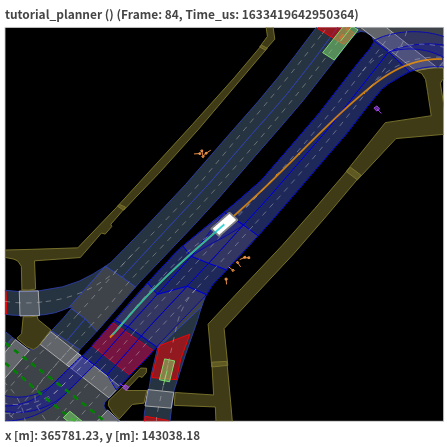 tutorial_planner () (Frame: 84, Time_us: 1633419642950364)
x [m]: 365781.23, y [m]: 143038.18